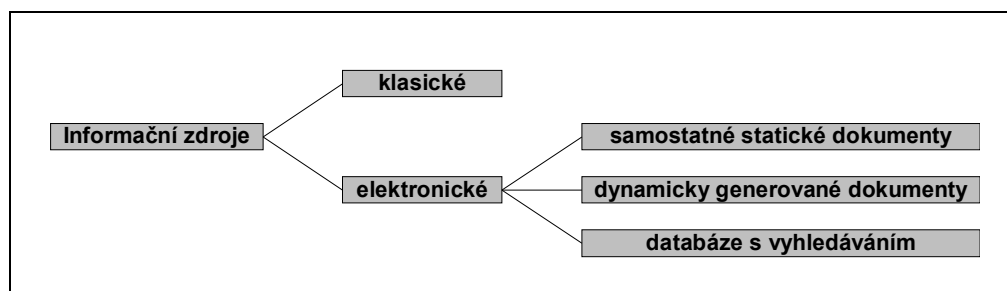 klasické
Informační zdroje
samostatné statické dokumenty
elektronické
dynamicky generované dokumenty
databáze s vyhledáváním